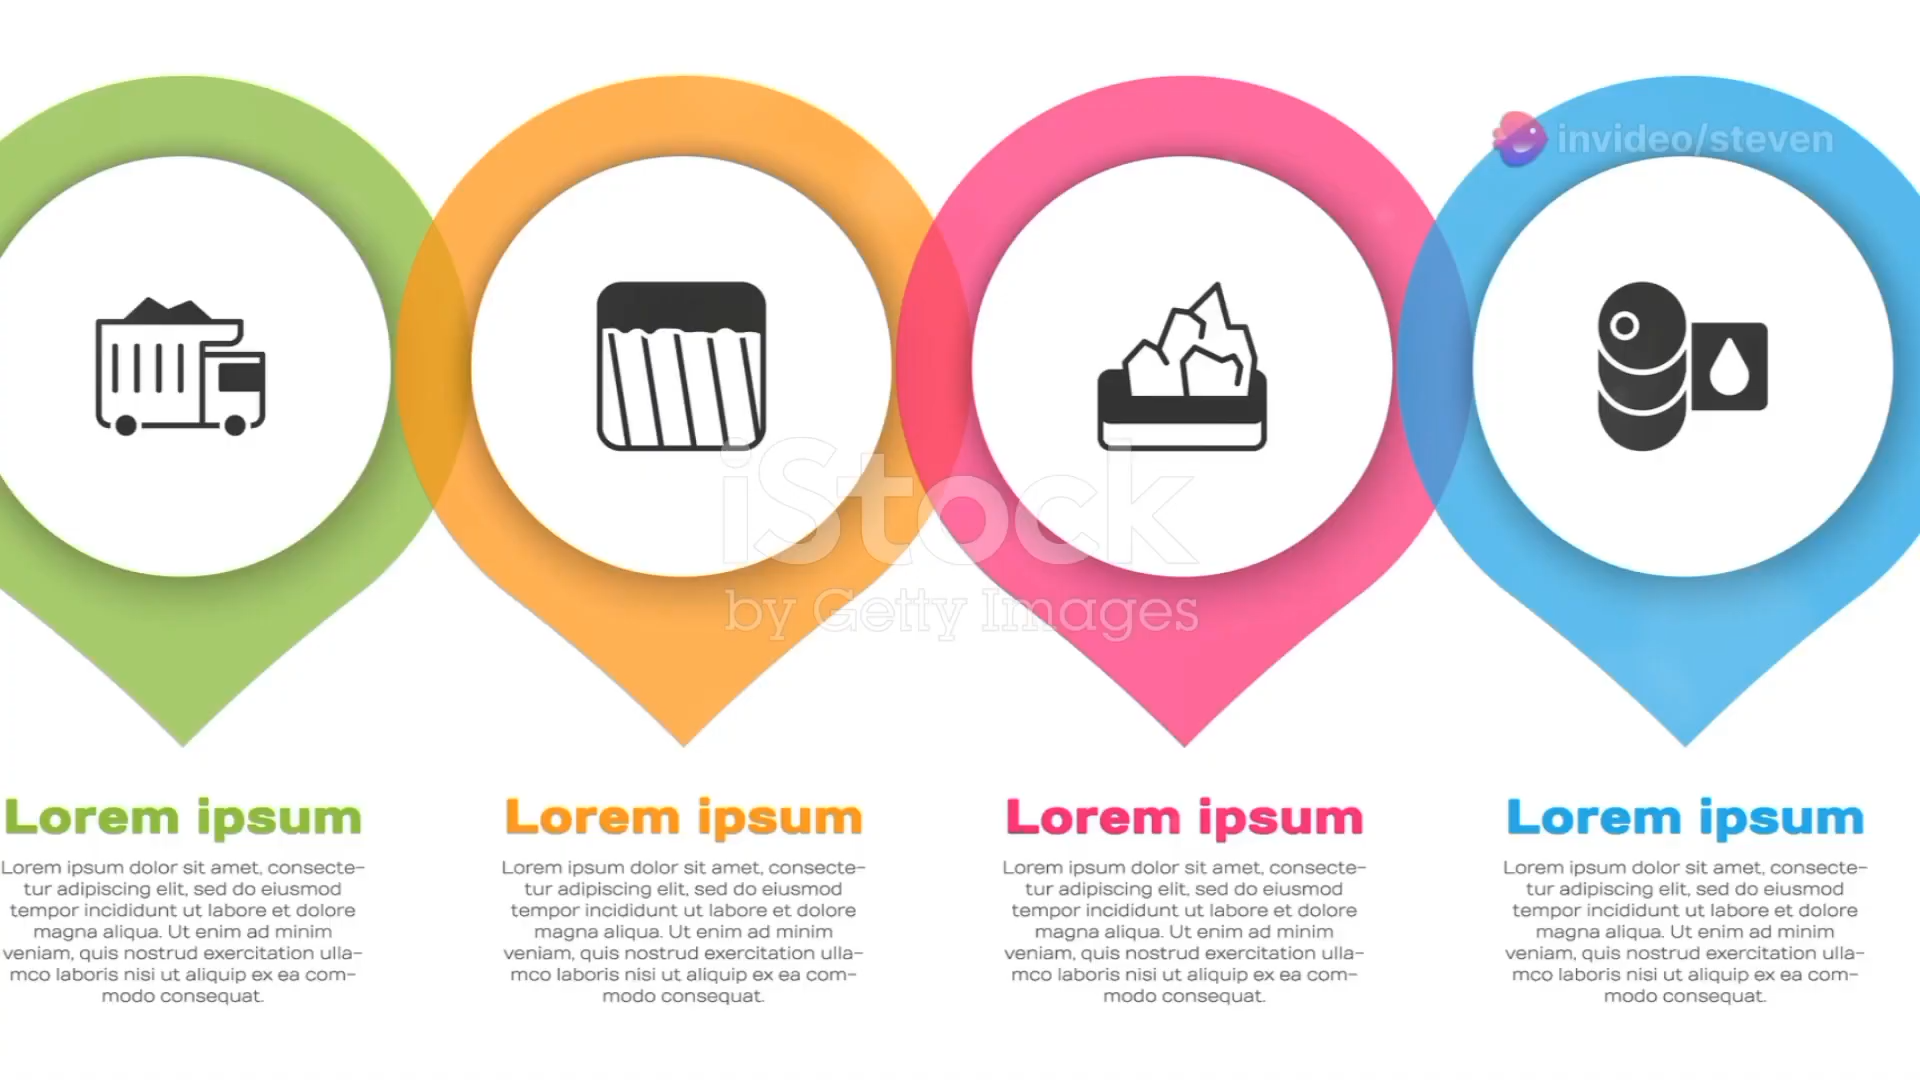 invideo/steven
iStock
by Getty Images
Lorem ipsum
Lorem ipsum dolor sit amet, consecte-
tur adipiscing elit, sed do eiusmod
tempor incididunt ut labore et dolore
magna aliqua. Ut enim ad minim
veniam, quis nostrud exercitation ulla-
mco laboris nisi ut aliquip ex ea com-
modo consequat.
Lorem ipsum
Lorem ipsum dolor sit amet, consecte-
tur adipiscing elit, sed do eiusmod
tempor incididunt ut labore et dolore
magna aliqua. Ut enim ad minim
veniam, quis nostrud exercitation ulla-
mco laboris nisi ut aliquip ex ea com-
modo consequat.
Lorem ipsum
Lorem ipsum dolor sit amet, consecte-
tur adipiscing elit, sed do eiusmod
tempor incididunt ut labore et dolore
magna aliqua. Ut enim ad minim
veniam, quis nostrud exercitation ulla-
mco laboris nisi ut aliquip ex ea com-
modo consequat.
Lorem ipsum
Lorem ipsum dolor sit amet, consecte-
tur adipiscing elit, sed do eiusmod
tempor incididunt ut labore et dolore
magna aliqua. Ut enim ad minim
veniam, quis nostrud exercitation ulla-
mco laboris nisi ut aliquip ex ea com-
modo consequat.